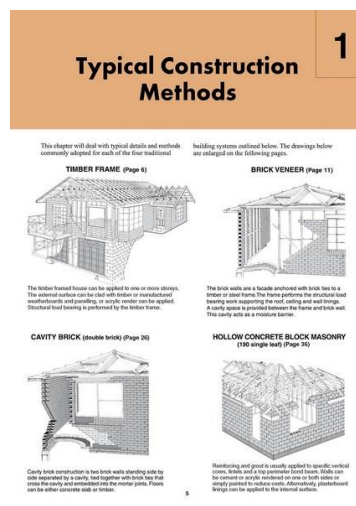 1
Typical Construction
Methods
This chapter will deal with typical details and methods
commonly adopted for each of the four traditional
building systems outlined below. The drawings below
are enlarged on the following pages.
TIMBER FRAME (Page 6)
The timber framed house can be applied to one or more storeys.
The external surface can be clad with timber or manufactured
weatherboards and panelling, or acrylic render can be applied.
Structural load bearing is performed by the timber frame.
BRICK VENEER (Page 11)
The brick walls are a facade anchored with brick ties to a
timber or steel frame. The frame performs the structural load
bearing work supporting the roof, ceiling and wall linings.
A cavity space is provided between the frame and brick wall.
This cavity acts as a moisture barrier.
CAVITY BRICK (double brick) (Page 26)
Cavity brick construction is two brick walls standing side by
side separated by a cavity, tied together with brick ties that
cross the cavity and embedded into the mortar joints. Floors
can be either concrete slab or timber.
HOLLOW CONCRETE BLOCK MASONRY
(190 single leaf) (Page 36)
Reinforcing and grout is usually applied to specific vertical
cores, lintels and a top perimeter bond beam. Walls can
be cement or acrylic rendered on one or both sides or
simply painted to reduce costs. Alternatively, plasterboard
linings can be applied to the internal surface.
5